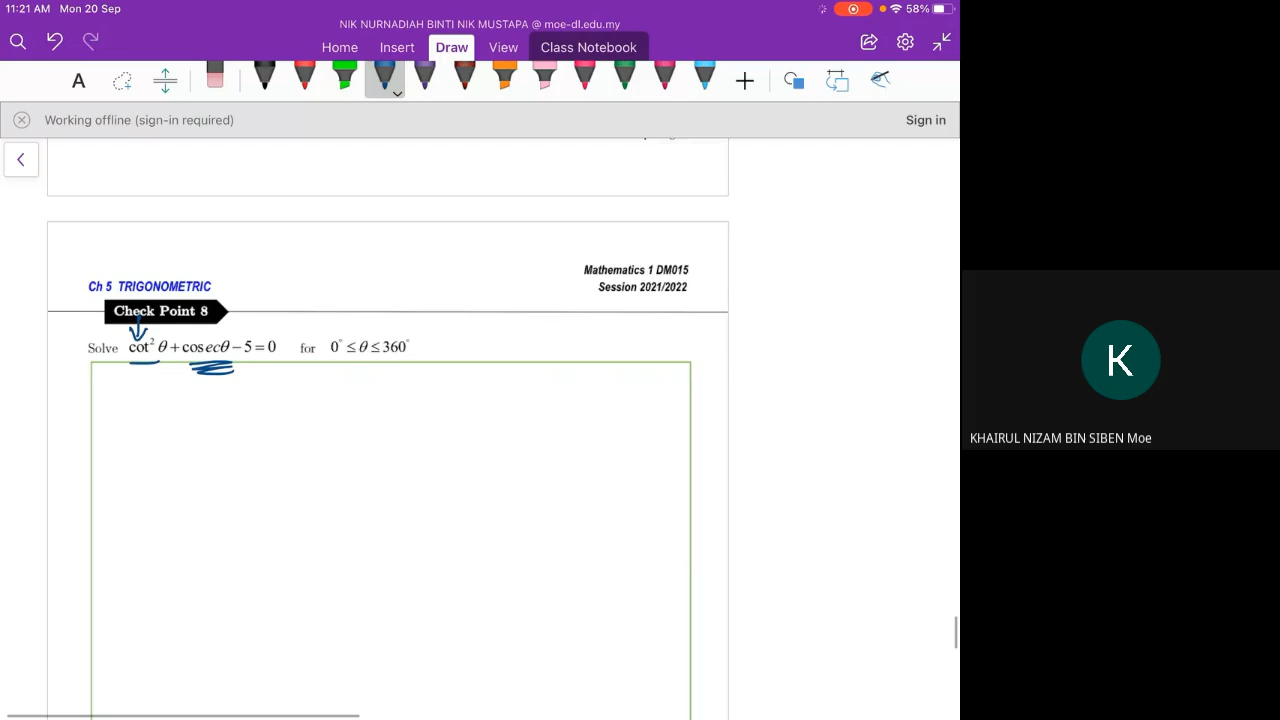 11:21 AM Mon 20 Sep
58%
NIK NURNADIAH BINTI NIK MUSTAPA @ moe-dl.edu.my
Home Insert Draw View Class Notebook
A
Working offline (sign-in required)
Sign in
Mathematics 1 DM015
Ch 5 TRIGONOMETRIC
Session 2021/2022
Check Point 8
Solve cot² θ + cos ecθ − 5 = 0 for 0° ≤ θ ≤ 360°
K
KHAIRUL NIZAM BIN SIBEN Moe